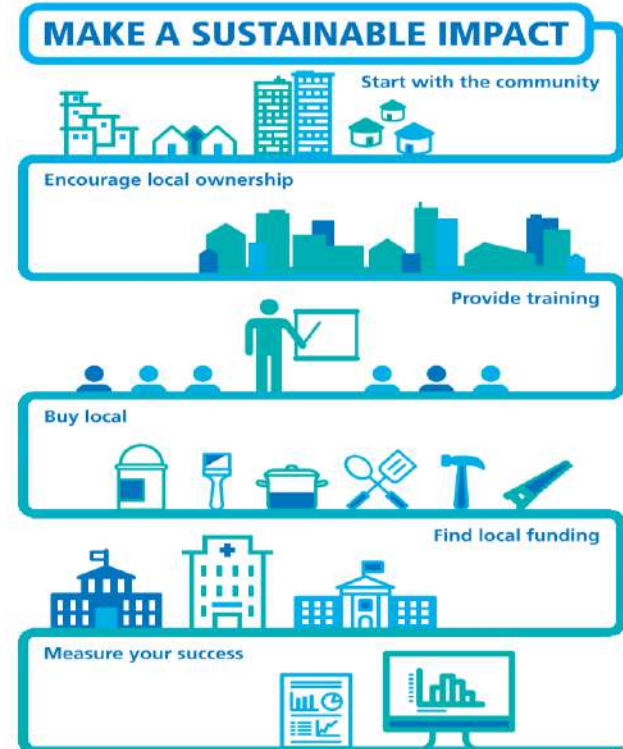 MAKE A SUSTAINABLE IMPACT
Start with the community
Encourage local ownership
Provide training
Buy local
Find local funding
Measure your success